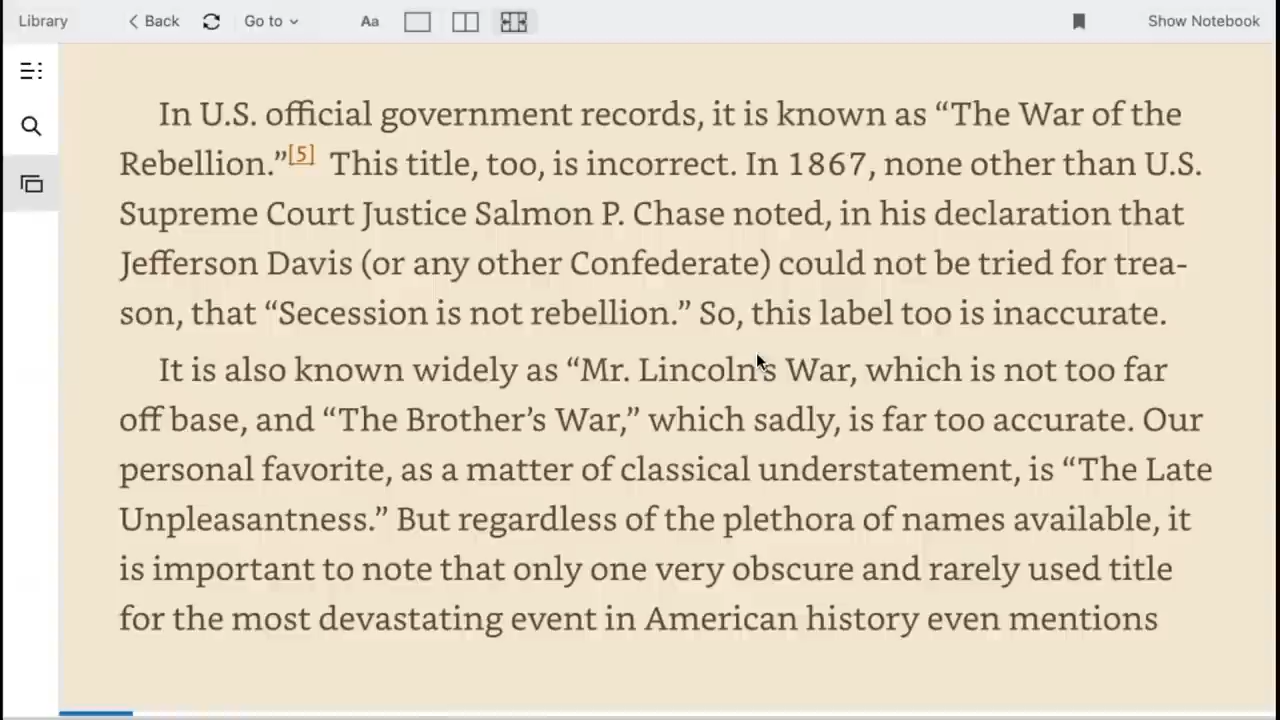 Library Back Go to Aa Show Notebook
In U.S. official government records, it is known as “The War of the
Rebellion.”[5] This title, too, is incorrect. In 1867, none other than U.S.
Supreme Court Justice Salmon P. Chase noted, in his declaration that
Jefferson Davis (or any other Confederate) could not be tried for trea-
son, that “Secession is not rebellion.” So, this label too is inaccurate.
It is also known widely as “Mr. Lincoln’s War, which is not too far
off base, and “The Brother’s War,” which sadly, is far too accurate. Our
personal favorite, as a matter of classical understatement, is “The Late
Unpleasantness.” But regardless of the plethora of names available, it
is important to note that only one very obscure and rarely used title
for the most devastating event in American history even mentions